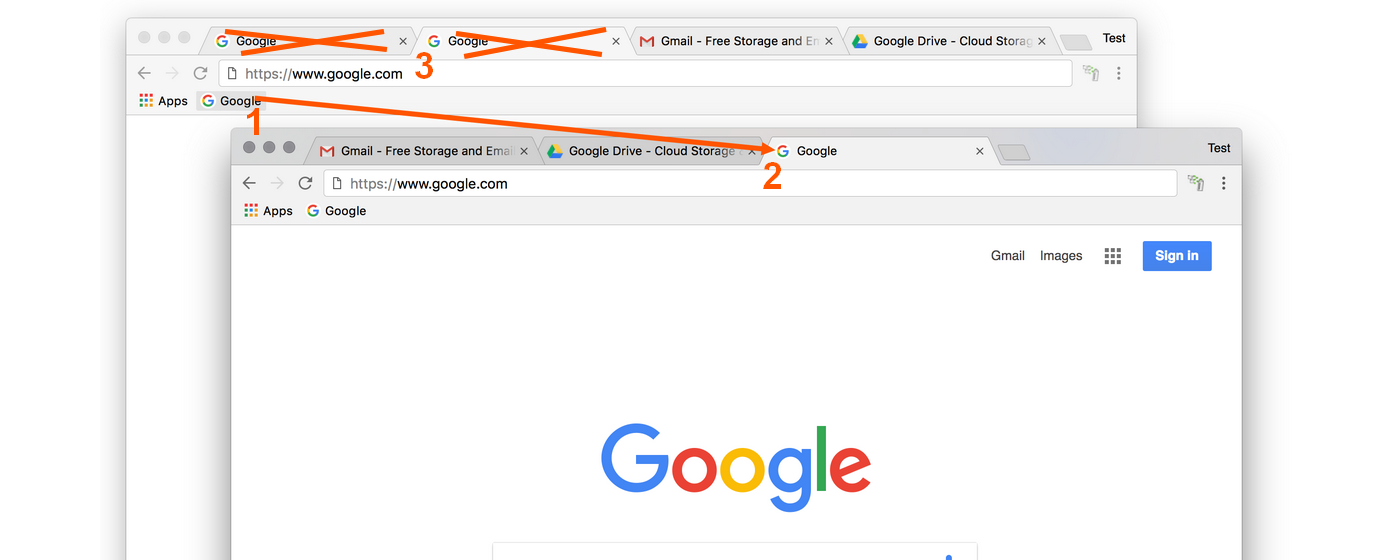 Google
Google
Gmail - Free Storage and Em
Google Drive - Cloud Storag
Test
3
https://www.google.com
Apps
Google
1
Gmail - Free Storage and Emai
Google Drive - Cloud Storage
Google
Test
2
https://www.google.com
Apps
Google
Gmail
Images
Sign in
Google